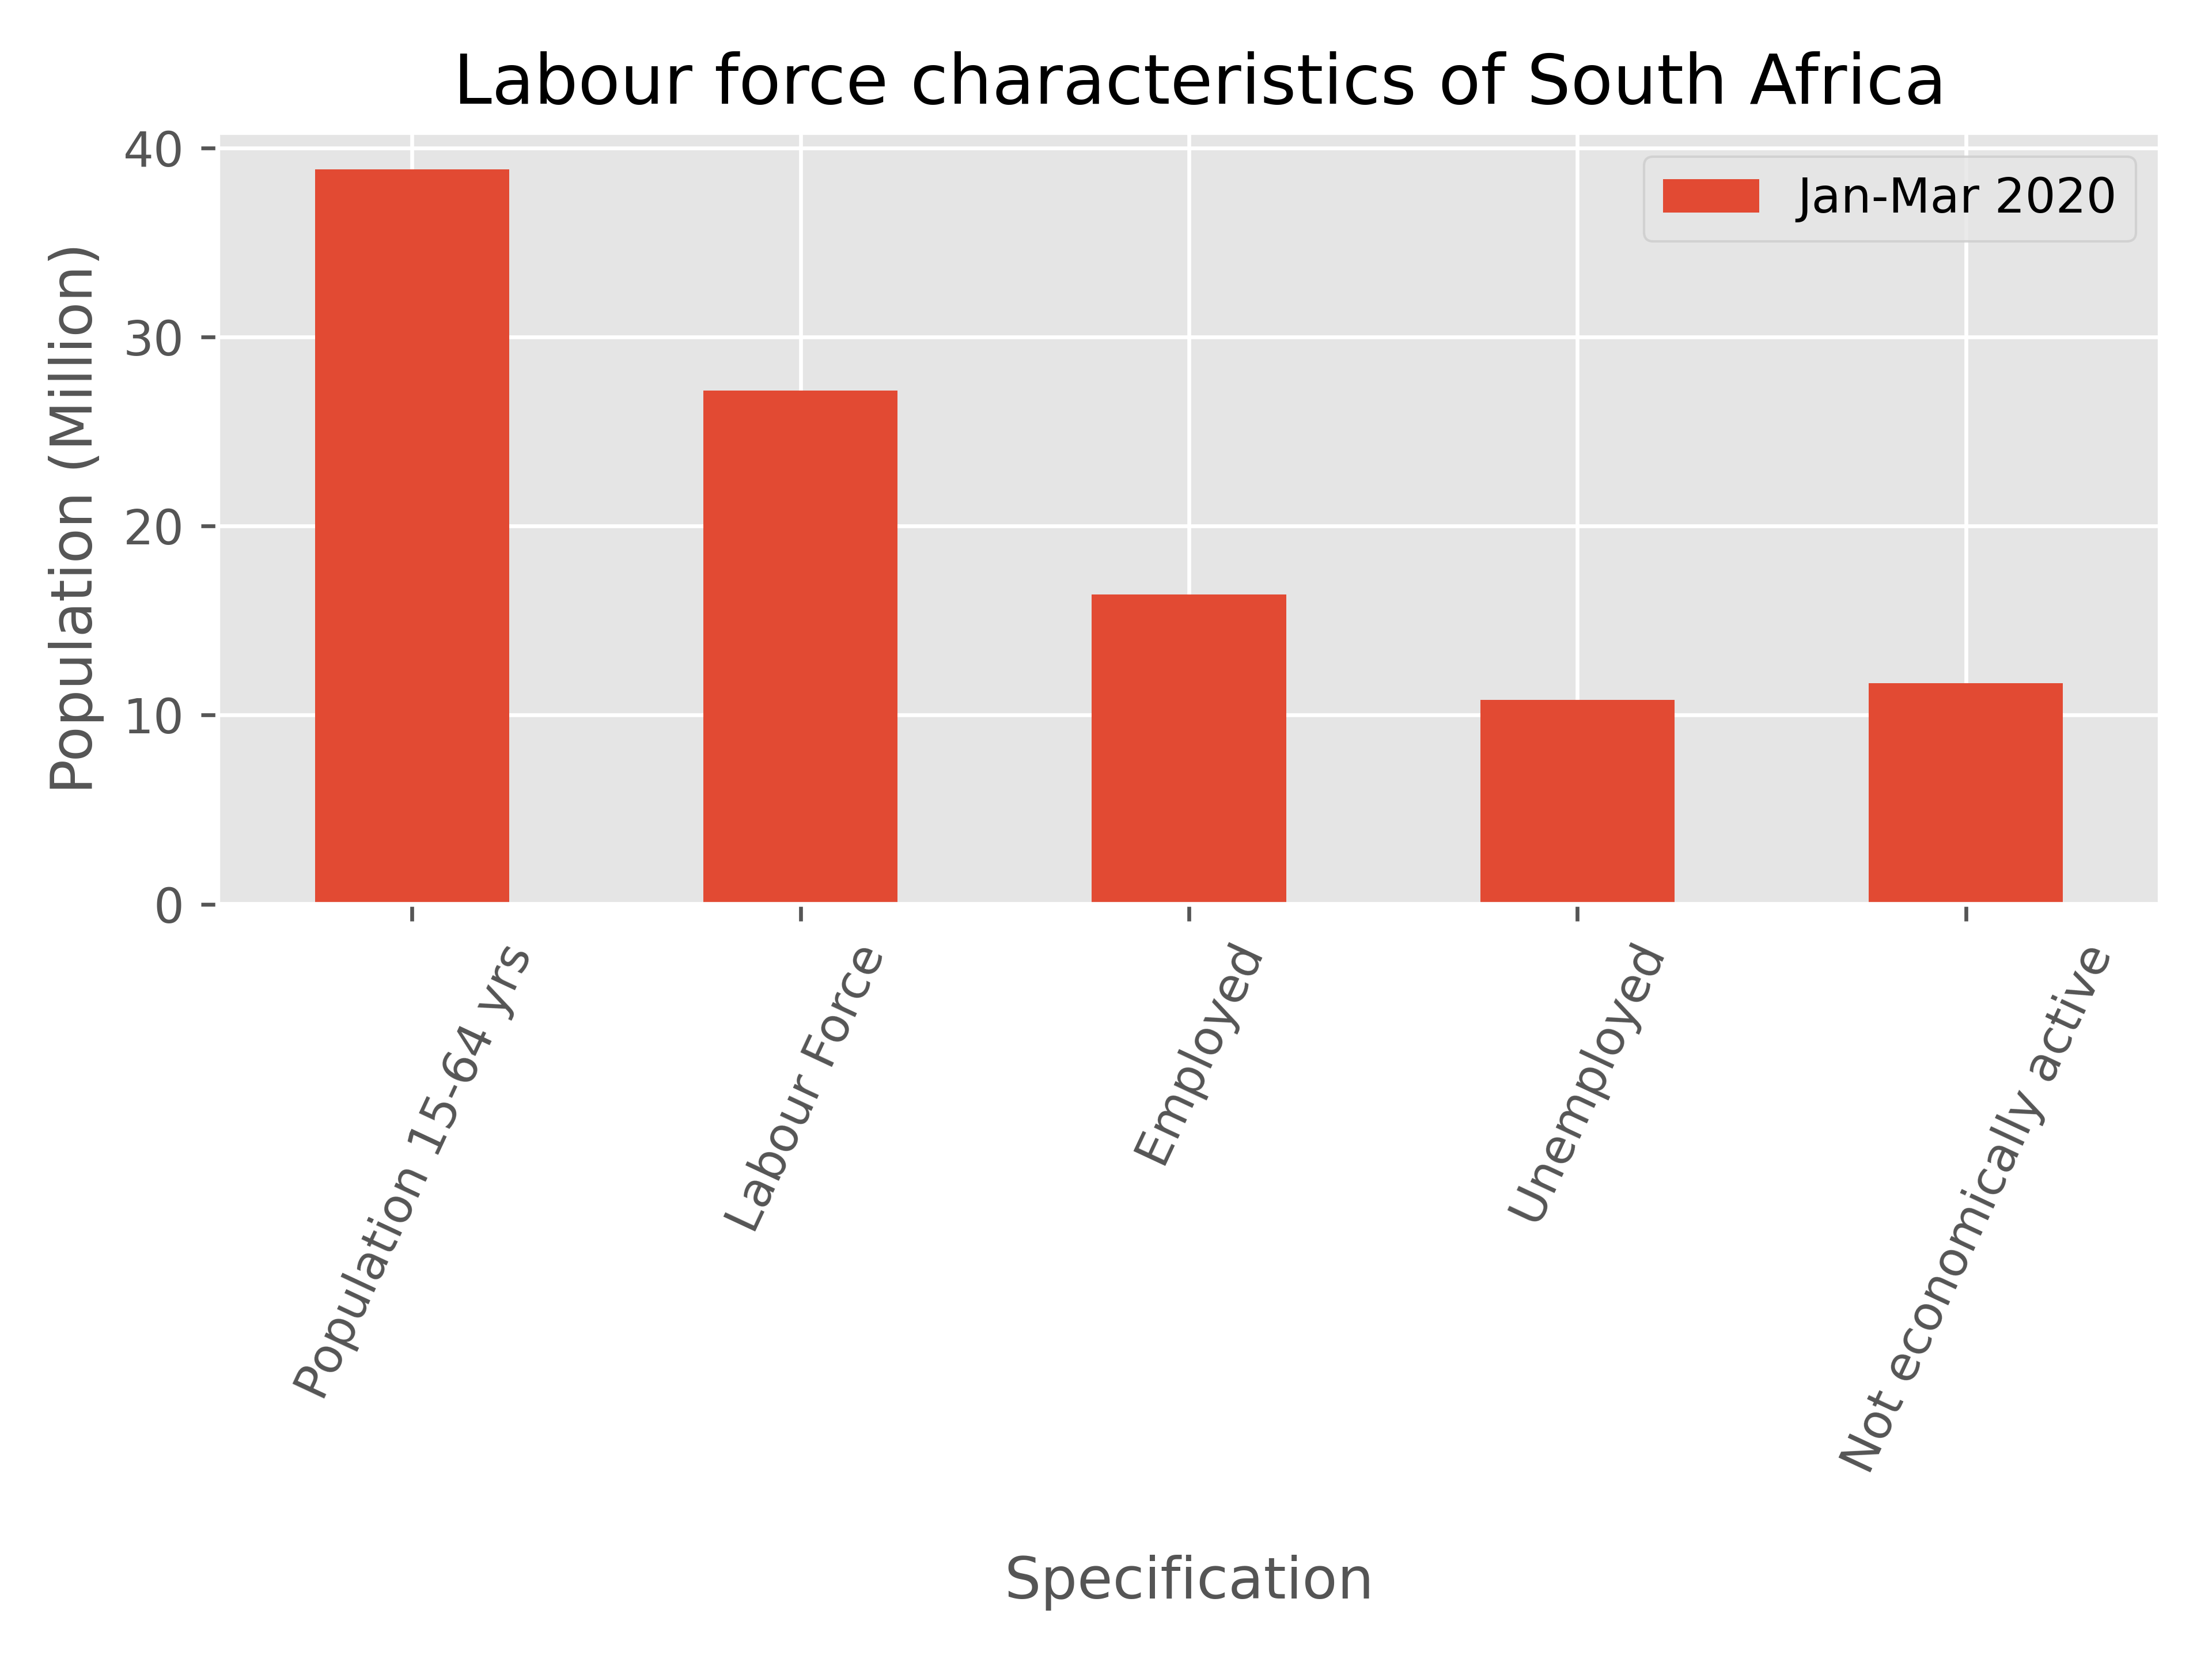 Labour force characteristics of South Africa
Jan-Mar 2020
Population (Million)
40
30
20
10
0
Population 15-64 yrs
Labour Force
Employed
Unemployed
Not economically active
Specification